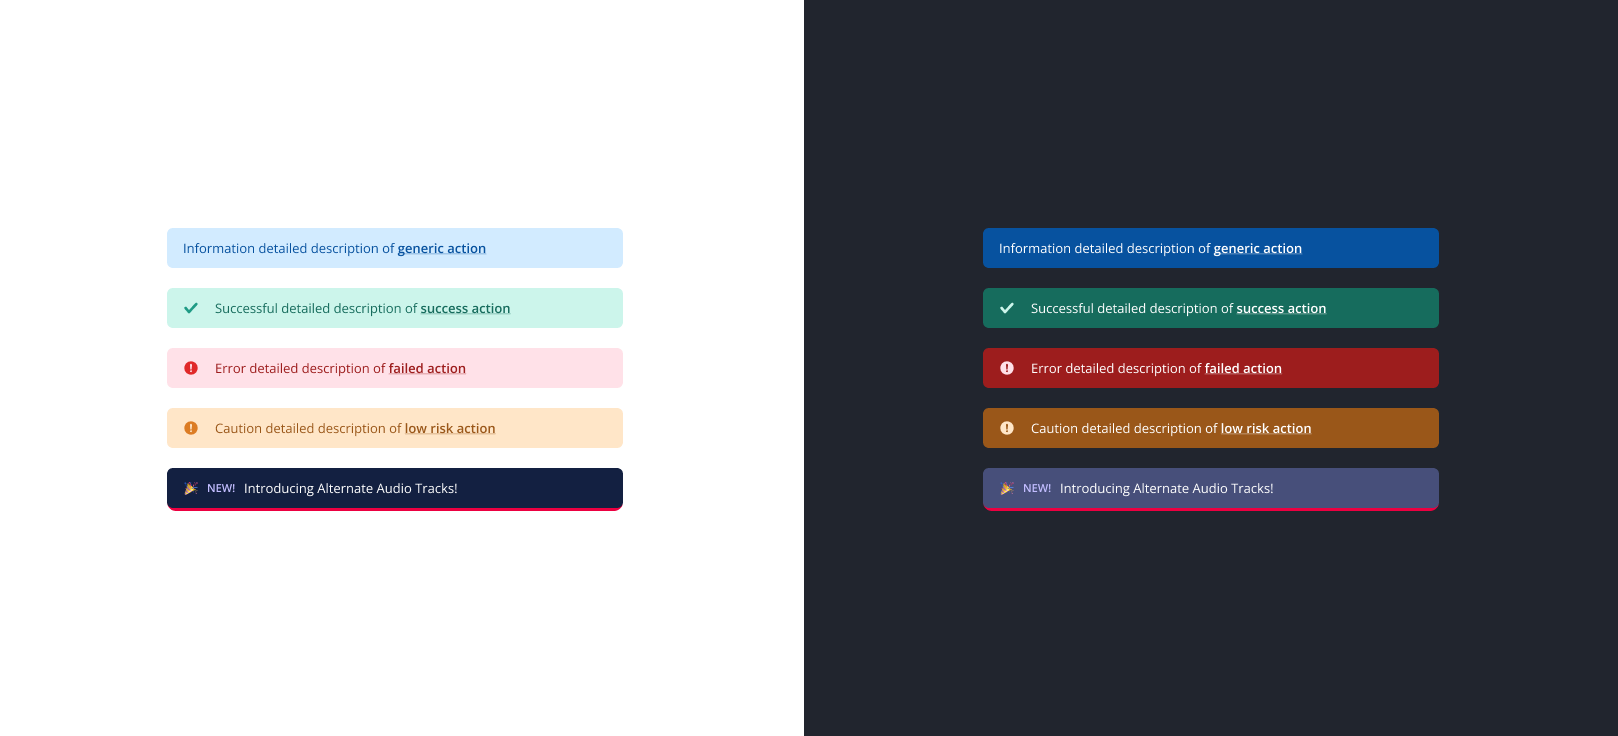 Information detailed description of generic action
Successful detailed description of success action
Error detailed description of failed action
Caution detailed description of low risk action
NEW! Introducing Alternate Audio Tracks!
Information detailed description of generic action
Successful detailed description of success action
Error detailed description of failed action
Caution detailed description of low risk action
NEW! Introducing Alternate Audio Tracks!